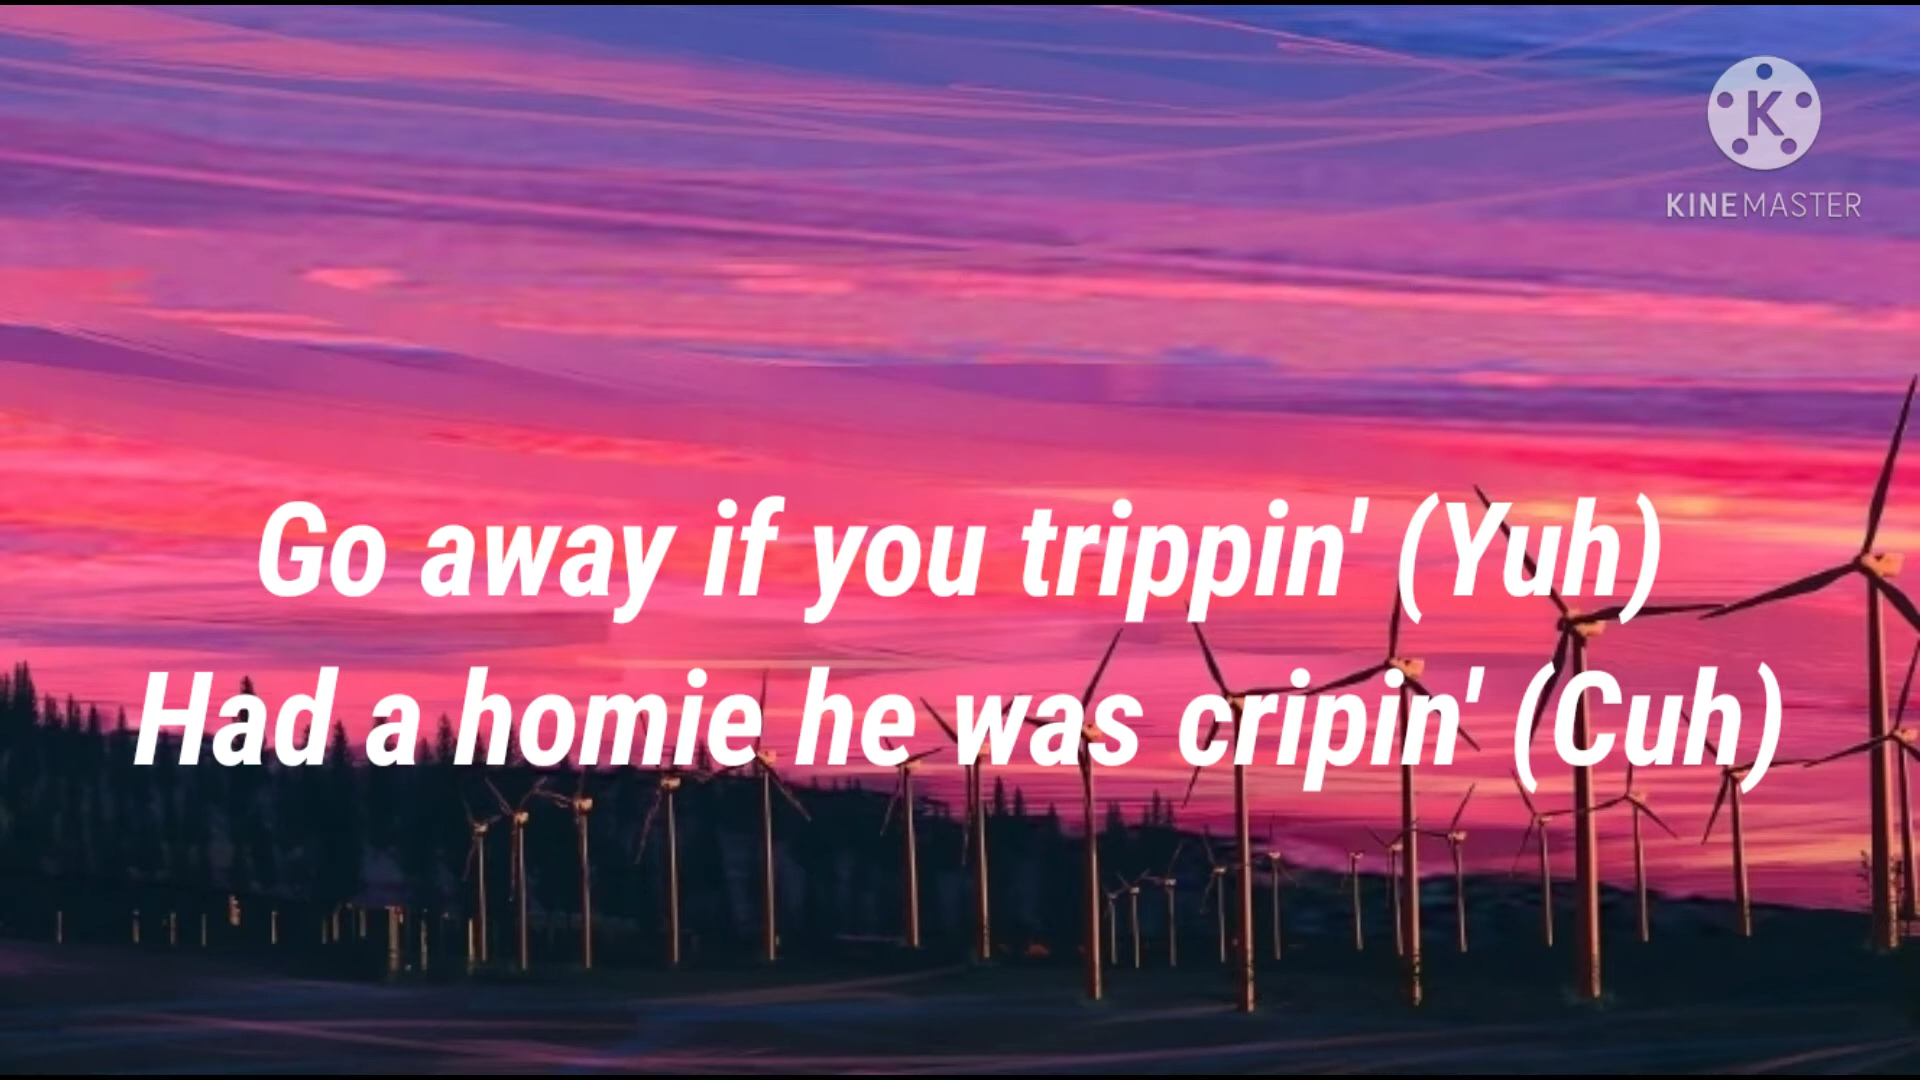 K
KINEMASTER
Go away if you trippin' (Yuh)
Had a homie he was cripin' (Cuh)